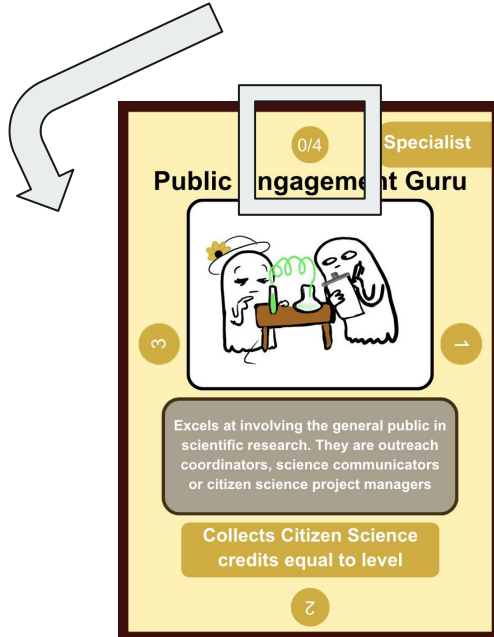 0/4
Specialist
Public Engagement Guru
3
1
Excels at involving the general public in
scientific research. They are outreach
coordinators, science communicators
or citizen science project managers
Collects Citizen Science
credits equal to level
2